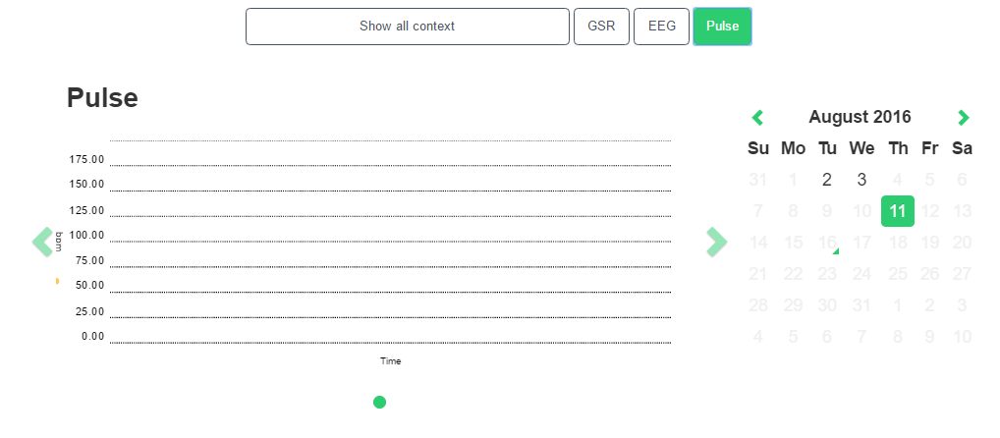 Show all context GSR EEG Pulse
Pulse
175.00
150.00
125.00
100.00
75.00
50.00
25.00
0.00
bpm
Time
August 2016
Su Mo Tu We Th Fr Sa
31 1 2 3 4 5 6
7 8 9 10 11 12 13
14 15 16 17 18 19 20
21 22 23 24 25 26 27
28 29 30 31 1 2 3
4 5 6 7 8 9 10